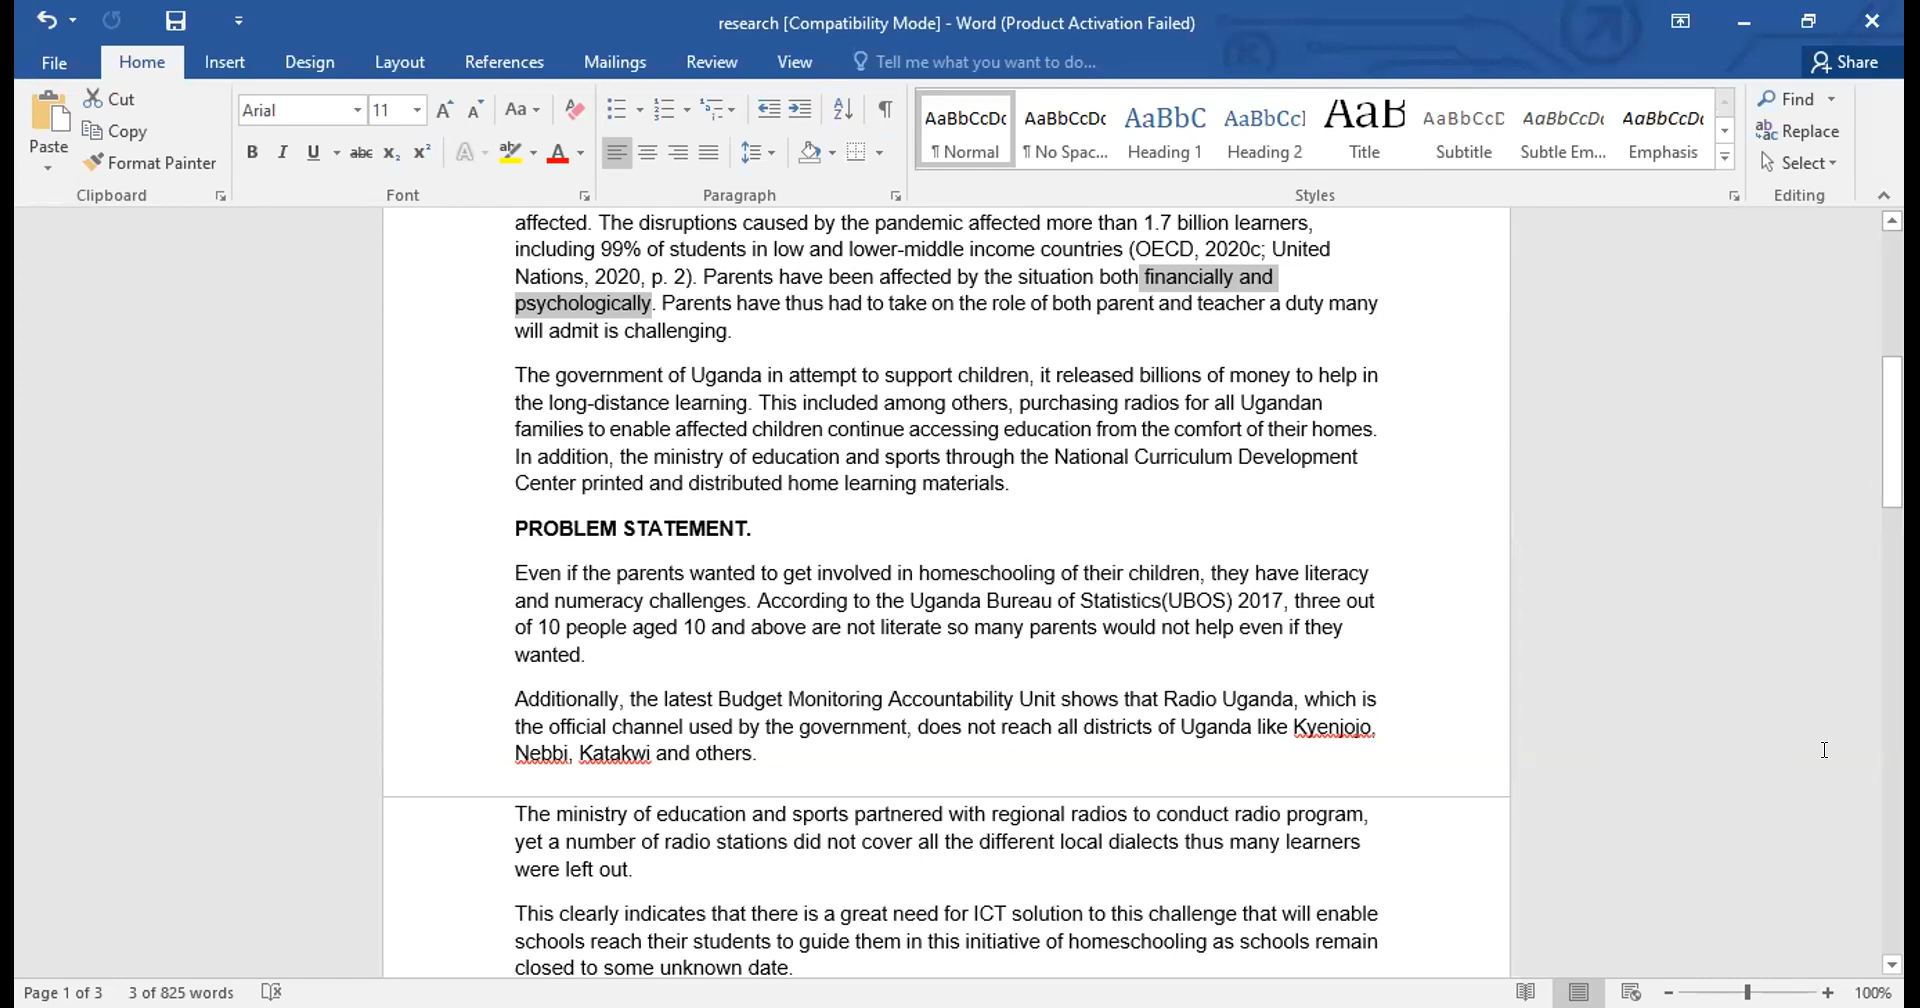 research [Compatibility Mode] - Word (Product Activation Failed)
File Home Insert Design Layout References Mailings Review View Tell me what you want to do... Share
Paste
Cut
Copy
Format Painter
Clipboard
Arial 11
Font
Paragraph
AaBbCcDc ¶ Normal
AaBbCcDc ¶ No Spac...
AaBbC Heading 1
AaBbCcI Heading 2
AaB Title
AaBbCcD Subtitle
AaBbCcDc Subtle Em...
AaBbCcDc Emphasis
Styles
Find
Replace
Select
Editing
affected. The disruptions caused by the pandemic affected more than 1.7 billion learners,
including 99% of students in low and lower-middle income countries (OECD, 2020c; United
Nations, 2020, p. 2). Parents have been affected by the situation both financially and
psychologically. Parents have thus had to take on the role of both parent and teacher a duty many
will admit is challenging.
The government of Uganda in attempt to support children, it released billions of money to help in
the long-distance learning. This included among others, purchasing radios for all Ugandan
families to enable affected children continue accessing education from the comfort of their homes.
In addition, the ministry of education and sports through the National Curriculum Development
Center printed and distributed home learning materials.
PROBLEM STATEMENT.
Even if the parents wanted to get involved in homeschooling of their children, they have literacy
and numeracy challenges. According to the Uganda Bureau of Statistics(UBOS) 2017, three out
of 10 people aged 10 and above are not literate so many parents would not help even if they
wanted.
Additionally, the latest Budget Monitoring Accountability Unit shows that Radio Uganda, which is
the official channel used by the government, does not reach all districts of Uganda like Kyenjojo,
Nebbi, Katakwi and others.
The ministry of education and sports partnered with regional radios to conduct radio program,
yet a number of radio stations did not cover all the different local dialects thus many learners
were left out.
This clearly indicates that there is a great need for ICT solution to this challenge that will enable
schools reach their students to guide them in this initiative of homeschooling as schools remain
closed to some unknown date.
Page 1 of 3 3 of 825 words 100%